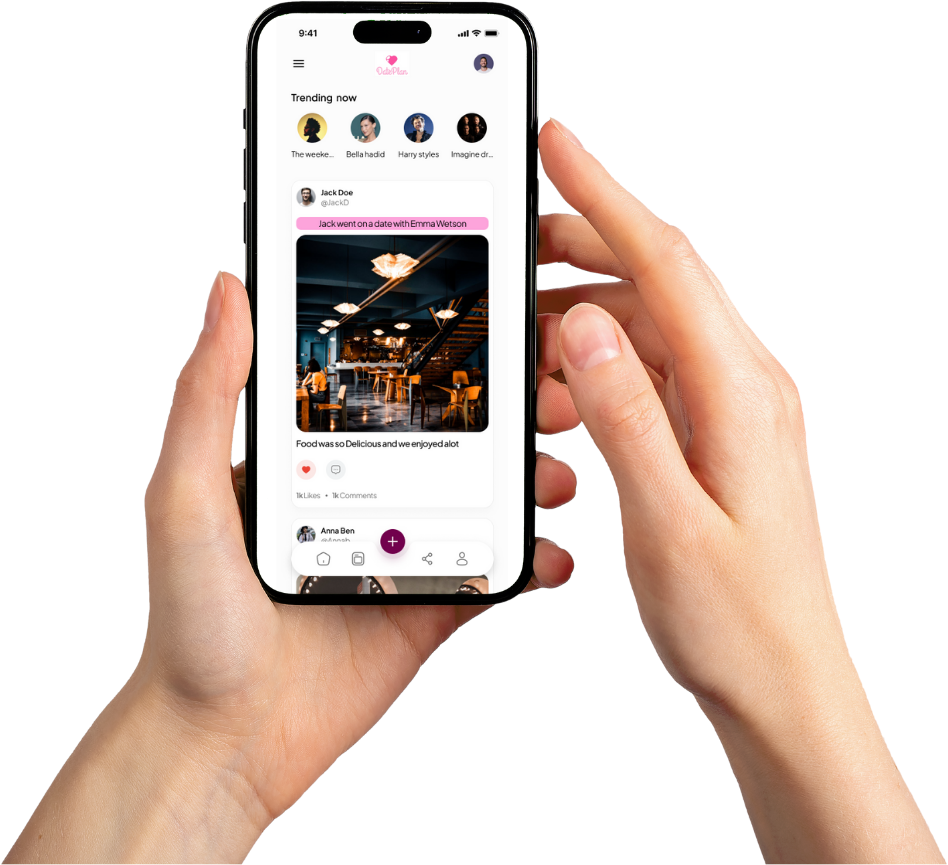 9:41
DatePlan
Trending now
The weeke...
Bella hadid
Harry styles
Imagine dr...
Jack Doe
@JackD
Jack went on a date with Emma Wetson
Food was so Delicious and we enjoyed alot
1k Likes • 1k Comments
Anna Ben
@Annab